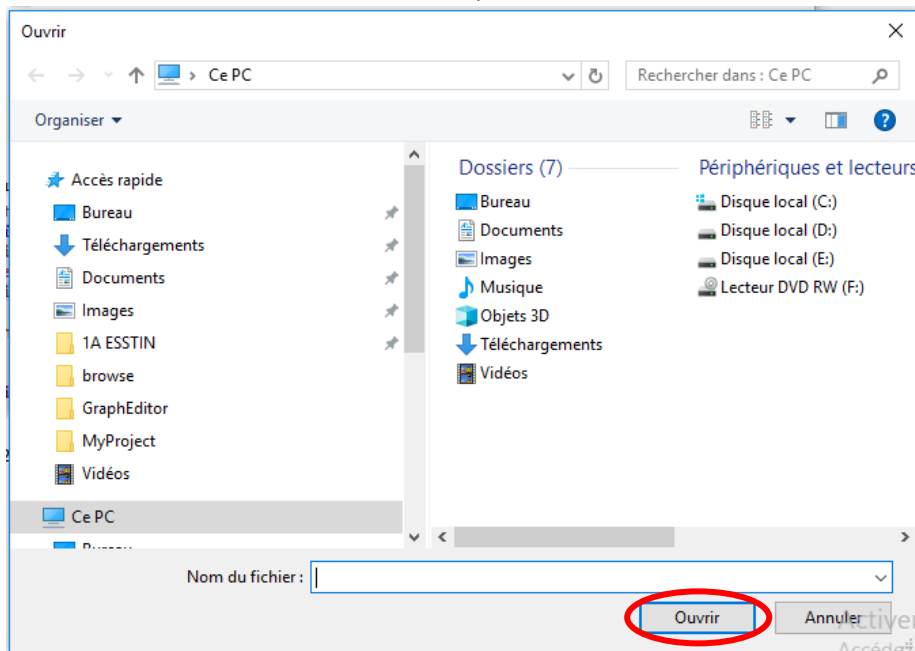 Ouvrir
Ce PC
Rechercher dans : Ce PC
Organiser
Accès rapide
Bureau
Téléchargements
Documents
Images
1A ESSTIN
browse
GraphEditor
MyProject
Vidéos
Ce PC
Bureau
Dossiers (7)
Bureau
Documents
Images
Musique
Objets 3D
Téléchargements
Vidéos
Périphériques et lecteurs
Disque local (C:)
Disque local (D:)
Disque local (E:)
Lecteur DVD RW (F:)
Nom du fichier :
Ouvrir
Annuler